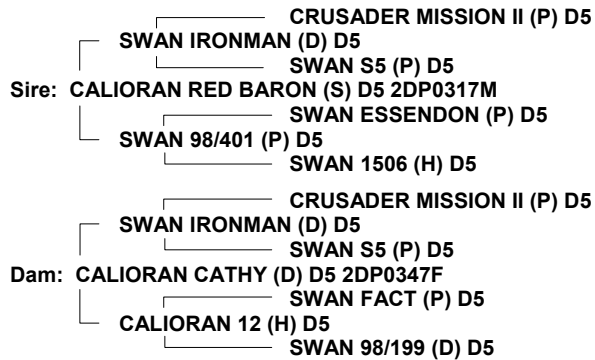 CRUSADER MISSION II (P) D5
SWAN IRONMAN (D) D5
SWAN S5 (P) D5
Sire: CALIORAN RED BARON (S) D5 2DP0317M
SWAN ESSENDON (P) D5
SWAN 98/401 (P) D5
SWAN 1506 (H) D5
CRUSADER MISSION II (P) D5
SWAN IRONMAN (D) D5
SWAN S5 (P) D5
Dam: CALIORAN CATHY (D) D5 2DP0347F
SWAN FACT (P) D5
CALIORAN 12 (H) D5
SWAN 98/199 (D) D5